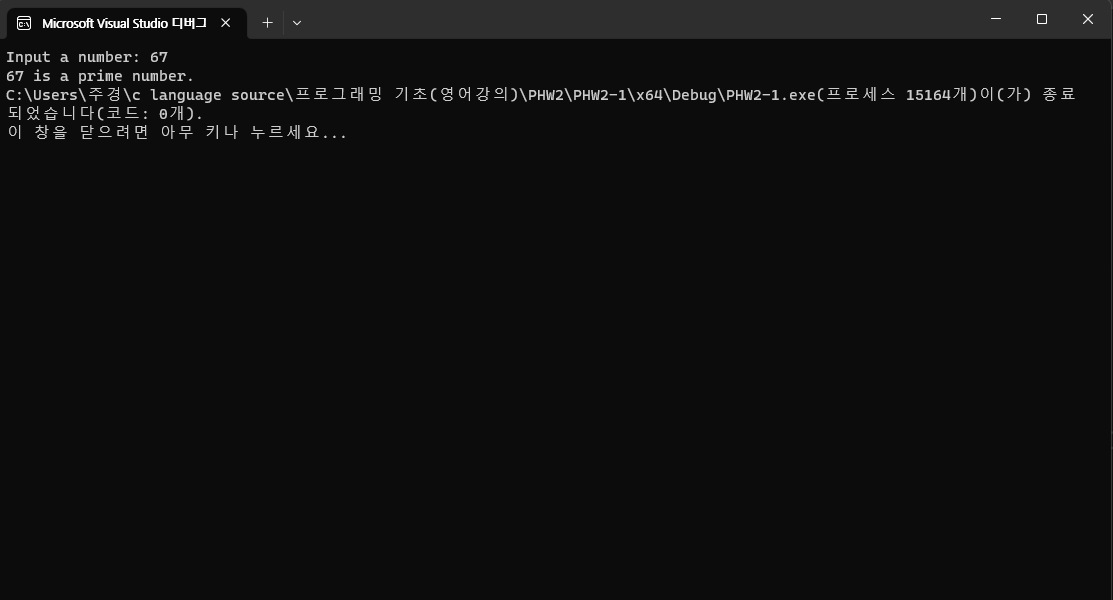 Microsoft Visual Studio 디버그
Input a number: 67
67 is a prime number.
C:\Users\주경\c language source\프로그래밍 기초(영어강의)\PHW2\PHW2-1\x64\Debug\PHW2-1.exe(프로세스 15164개)이(가) 종료
되었습니다(코드: 0개).
이 창을 닫으려면 아무 키나 누르세요...